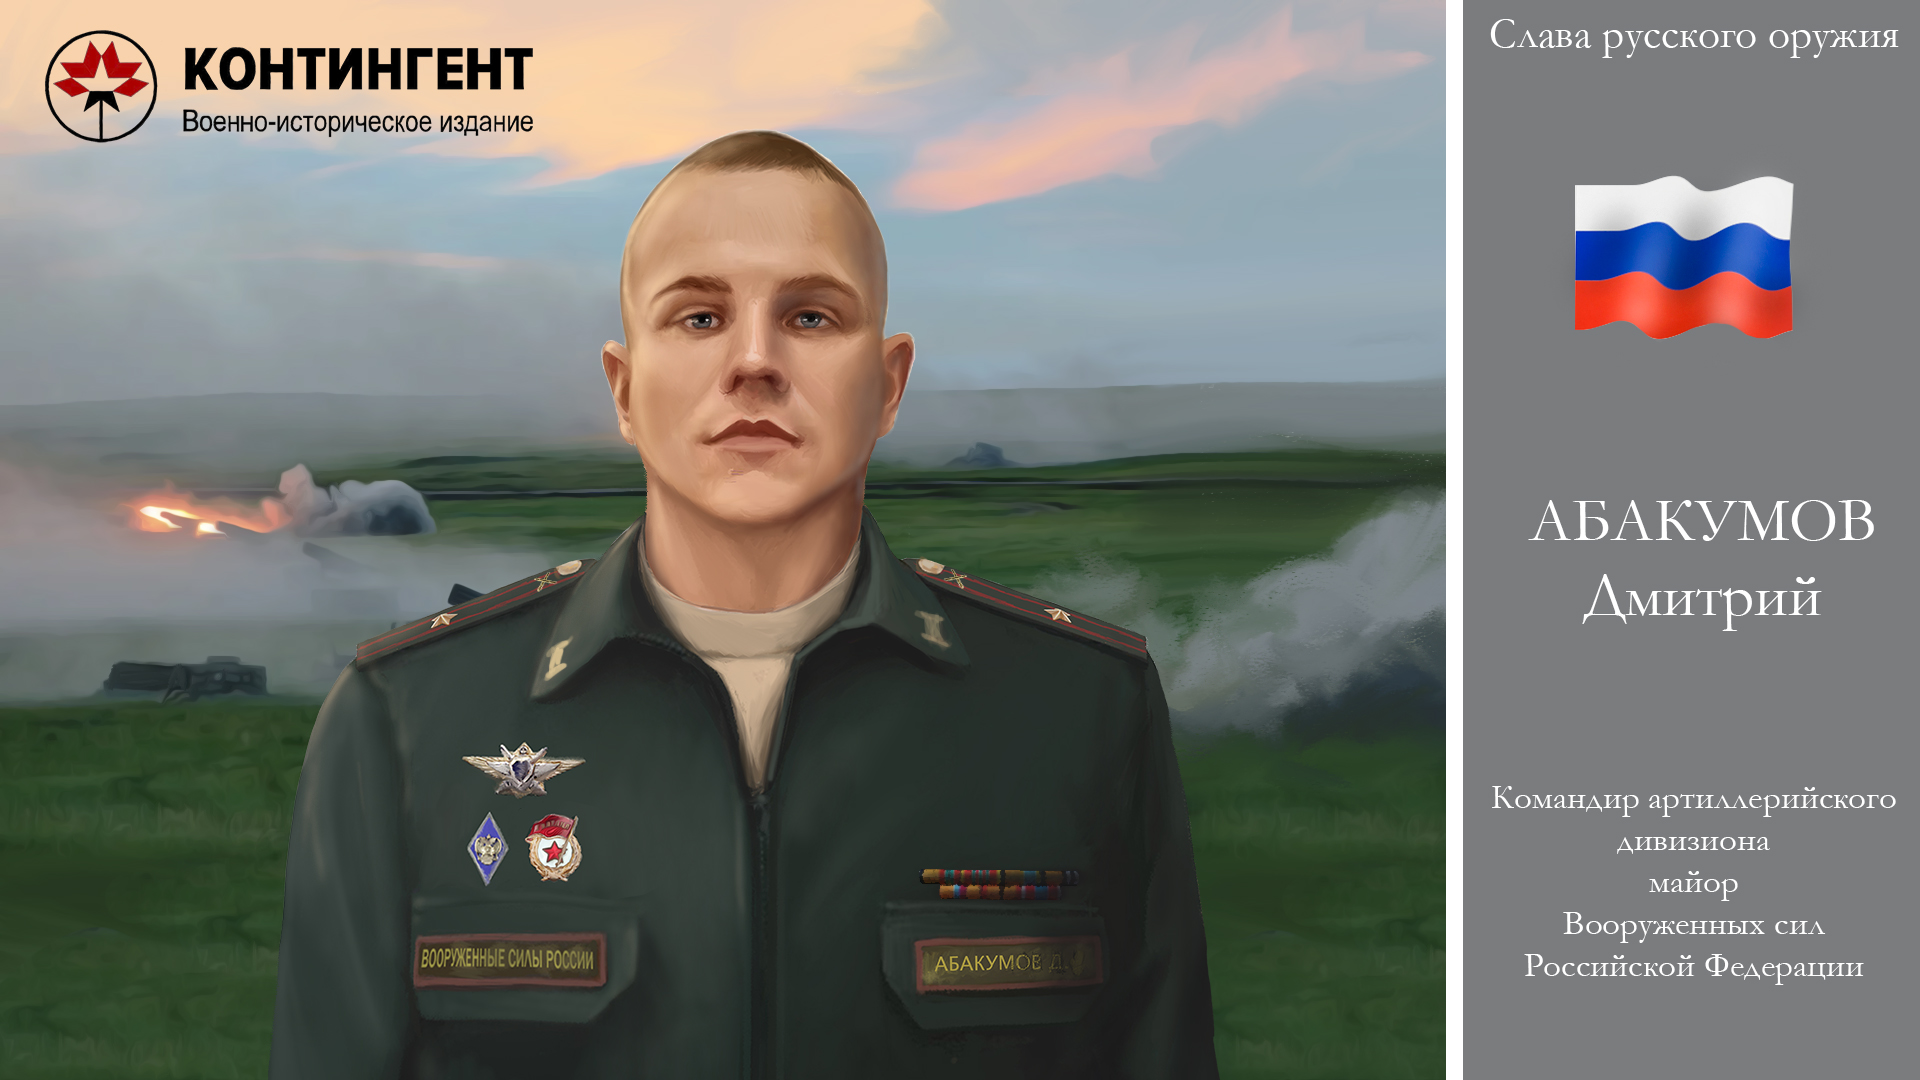 КОНТИНГЕНТ
Военно-историческое издание
Слава русского оружия
АБАКУМОВ
Дмитрий
Командир артиллерийского
дивизиона
майор
Вооруженных сил
Российской Федерации
ВООРУЖЕННЫЕ СИЛЫ РОССИИ
АБАКУМОВ Д.